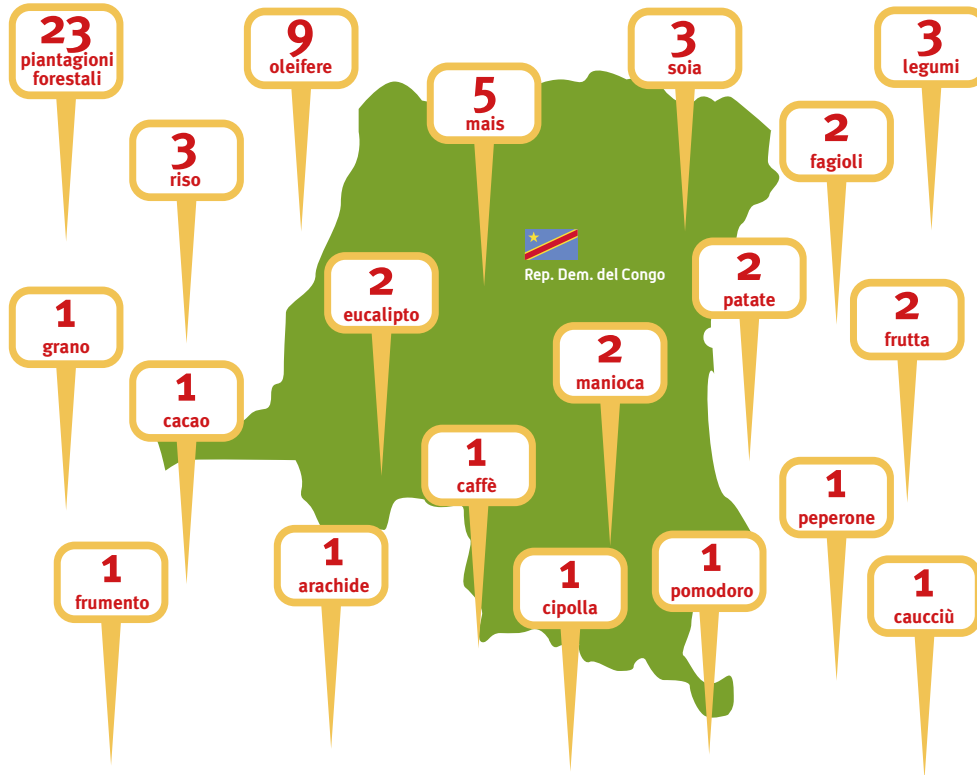 23
piantagioni
forestali
9
oleifere
3
soia
3
legumi
5
mais
2
fagioli
3
riso
Rep. Dem. del Congo
2
eucalipto
2
patate
2
frutta
1
grano
2
manioca
1
cacao
1
caffè
1
peperone
1
frumento
1
arachide
1
cipolla
1
pomodoro
1
caucciù